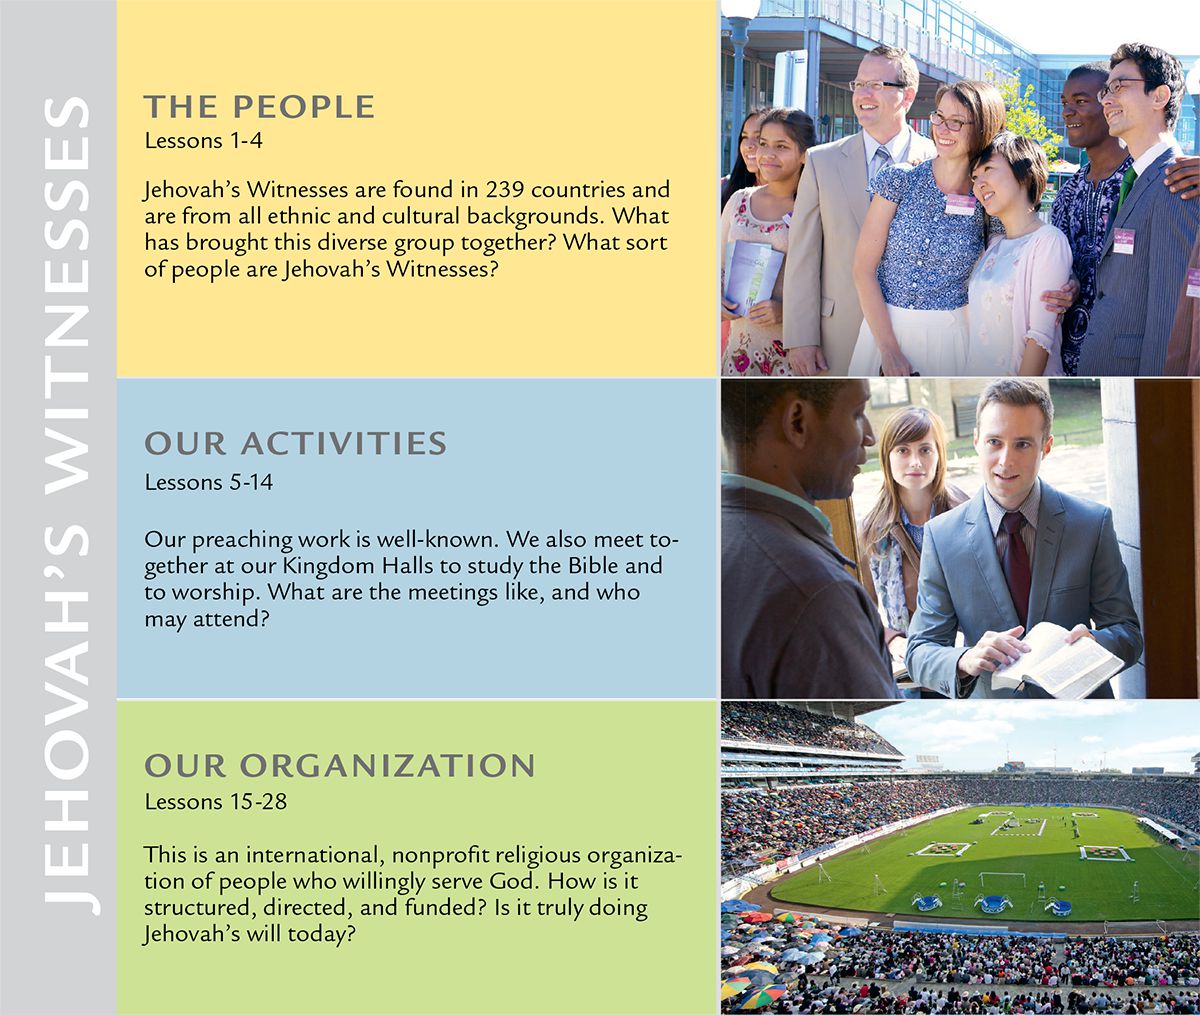 JEHOVAH'S WITNESSES
THE PEOPLE
Lessons 1-4
Jehovah's Witnesses are found in 239 countries and
are from all ethnic and cultural backgrounds. What
has brought this diverse group together? What sort
of people are Jehovah's Witnesses?
OUR ACTIVITIES
Lessons 5-14
Our preaching work is well-known. We also meet to-
gether at our Kingdom Halls to study the Bible and
to worship. What are the meetings like, and who
may attend?
OUR ORGANIZATION
Lessons 15-28
This is an international, nonprofit religious organiza-
tion of people who willingly serve God. How is it
structured, directed, and funded? Is it truly doing
Jehovah's will today?